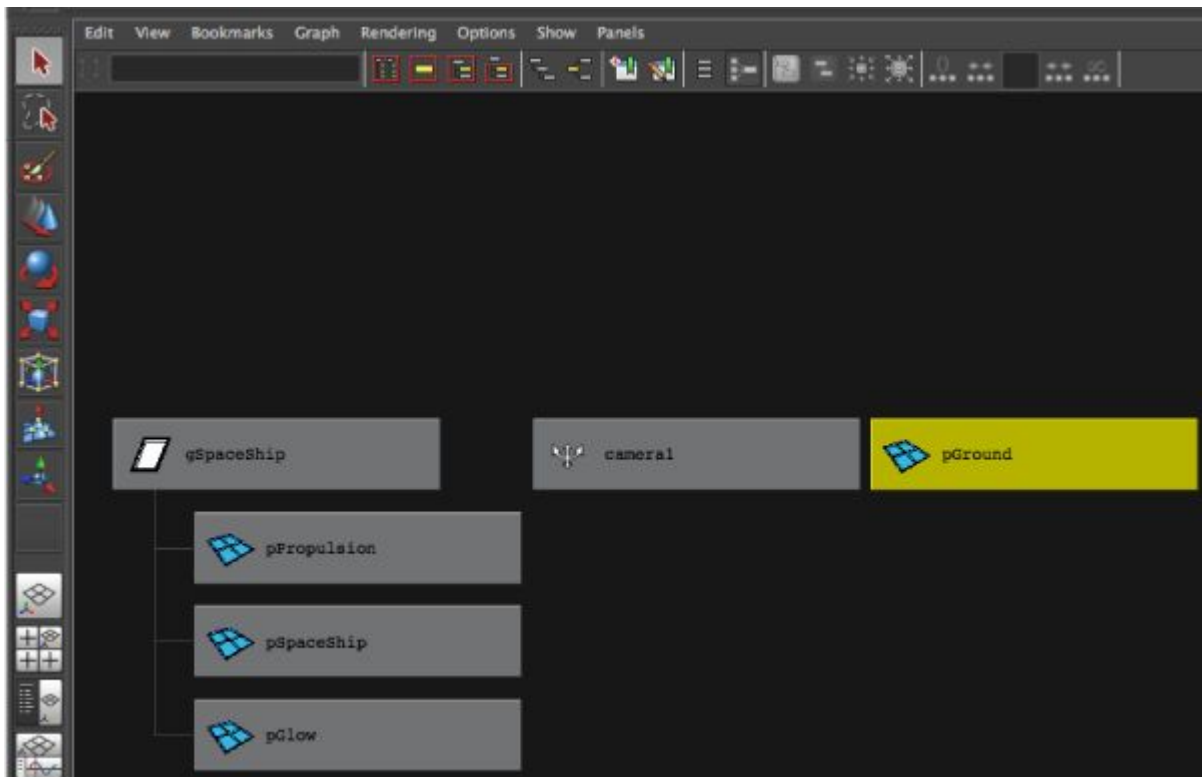 Edit View Bookmarks Graph Rendering Options Show Panels
gSpaceShip
camera1
pGround
pPropulsion
pSpaceShip
pGlow